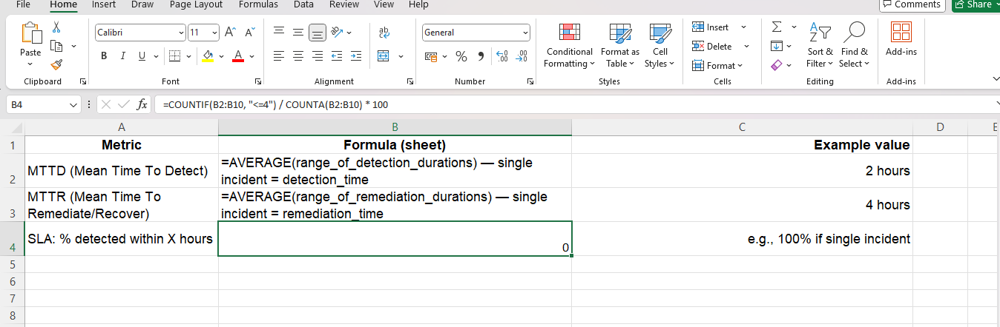 File Home Insert Draw Page Layout Formulas Data Review View Help Comments Share
Calibri 11 A^ A˅ ab General Insert Σ
Paste B I U A % 9 Conditional Format as Cell Delete Sort & Find & Add-ins
Formatting Table Styles Format Filter Select
Clipboard Font Alignment Number Styles Cells Editing Add-ins
B4 fx =COUNTIF(B2:B10, "<=4") / COUNTA(B2:B10) * 100
A B C D E
1 Metric Formula (sheet) Example value
=AVERAGE(range_of_detection_durations) — single
2 MTTD (Mean Time To Detect) incident = detection_time 2 hours
MTTR (Mean Time To =AVERAGE(range_of_remediation_durations) — single
3 Remediate/Recover) incident = remediation_time 4 hours
4 SLA: % detected within X hours 0 e.g., 100% if single incident
5
6
7
8